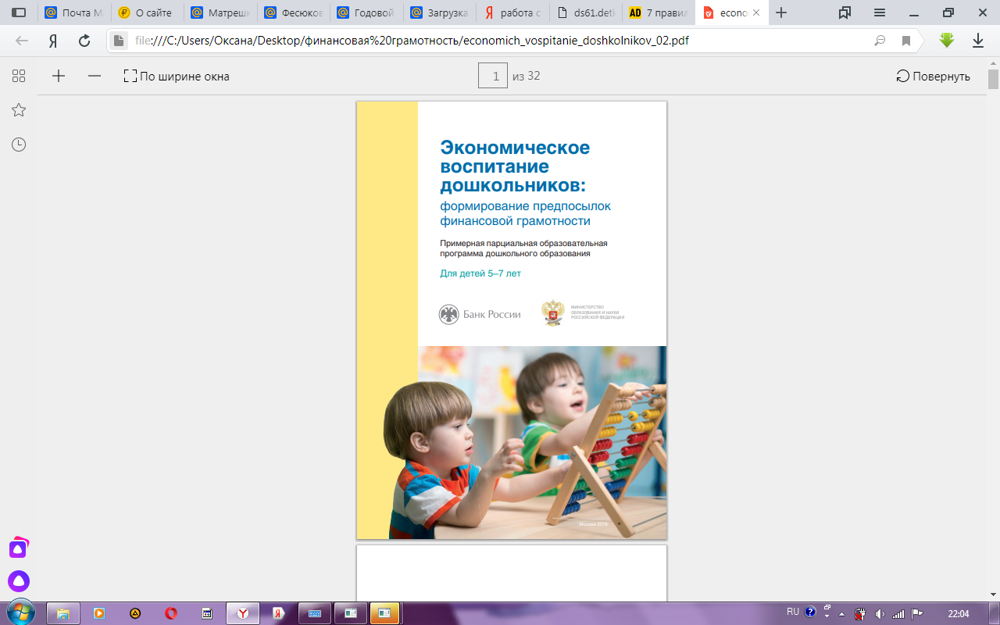 Почта М
О сайте
Матреш
Фесюков
Годовой
Загрузка
работа с
ds61.det
7 правил
econo
file:///C:/Users/Оксана/Desktop/финансовая%20грамотность/economich_vospitanie_doshkolnikov_02.pdf
По ширине окна
1 из 32
Повернуть
Экономическое
воспитание
дошкольников:
формирование предпосылок
финансовой грамотности
Примерная парциальная образовательная
программа дошкольного образования
Для детей 5–7 лет
Банк России
МИНИСТЕРСТВО
ОБРАЗОВАНИЯ И НАУКИ
РОССИЙСКОЙ ФЕДЕРАЦИИ
Москва 2018
RU
22:04